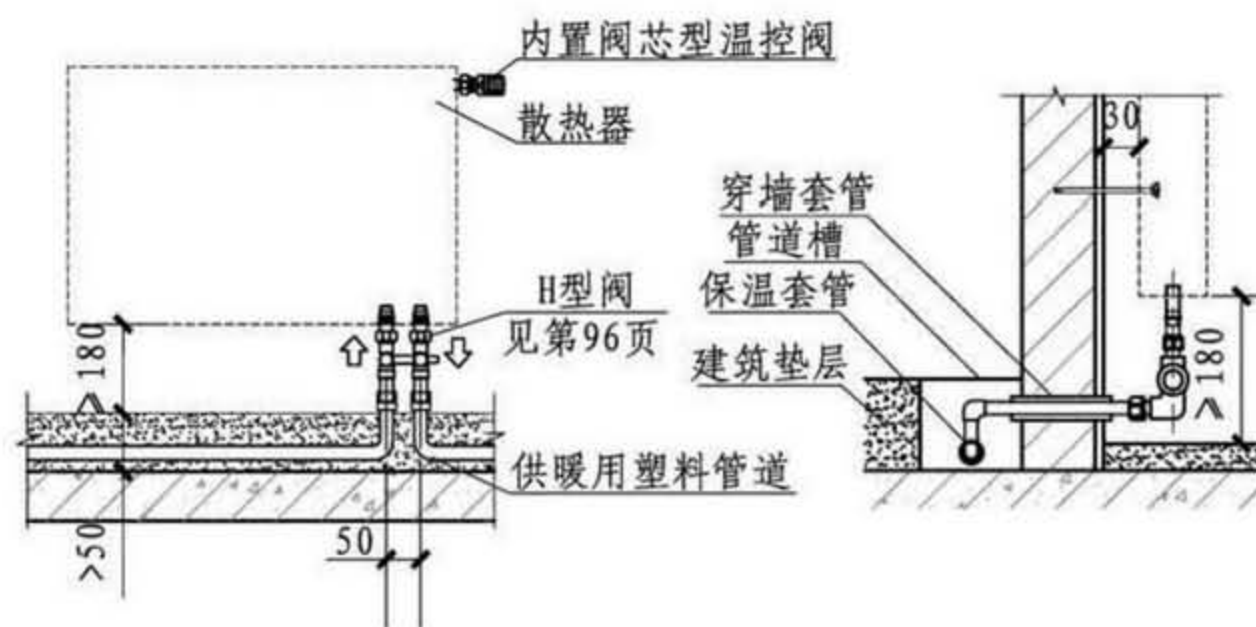 内置阀芯型温控阀
散热器
H型阀
见第96页
⩾180
⩾50
供暖用塑料管道
50
30
穿墙套管
管道槽
保温套管
建筑垫层
⩾180